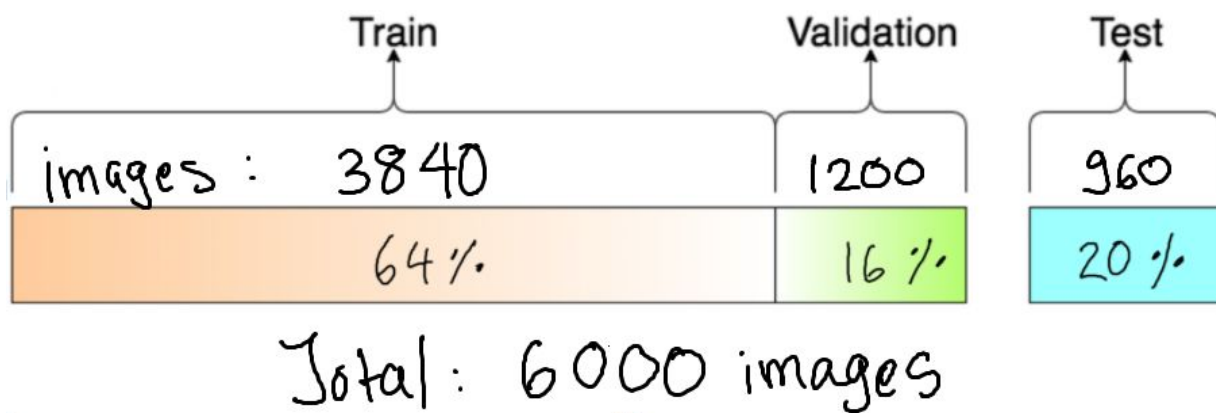 Train Validation Test
images : 3840 1200 960
64% 16% 20%
Total : 6000 images